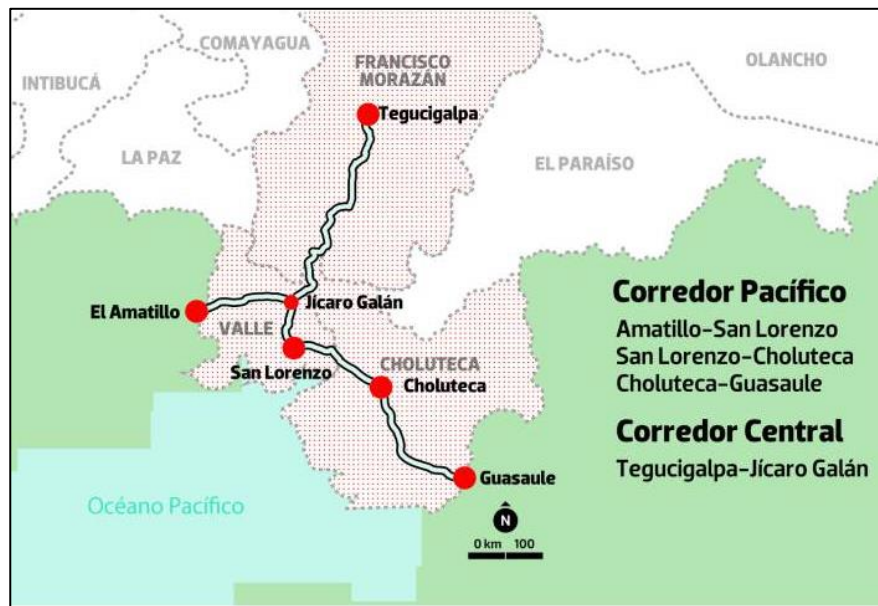 COMAYAGUA
FRANCISCO
MORAZÁN
OLANCHO
INTIBUCÁ
Tegucigalpa
LA PAZ
EL PARAÍSO
El Amatillo
Jícaro Galán
VALLE
San Lorenzo
CHOLUTECA
Choluteca
Guasaule
Océano Pacífico
N
0 km 100
Corredor Pacífico
Amatillo-San Lorenzo
San Lorenzo-Choluteca
Choluteca-Guasaule
Corredor Central
Tegucigalpa-Jícaro Galán